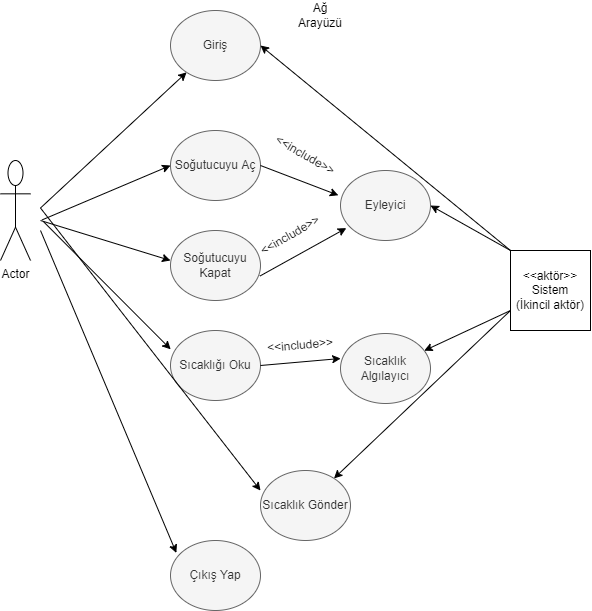 Ağ
Arayüzü
Giriş
Soğutucuyu Aç
<<include>>
Eyleyici
<<include>>
Soğutucuyu
Kapat
Actor
<<aktör>>
Sistem
(İkincil aktör)
<<include>>
Sıcaklığı Oku
Sıcaklık
Algılayıcı
Sıcaklık Gönder
Çıkış Yap